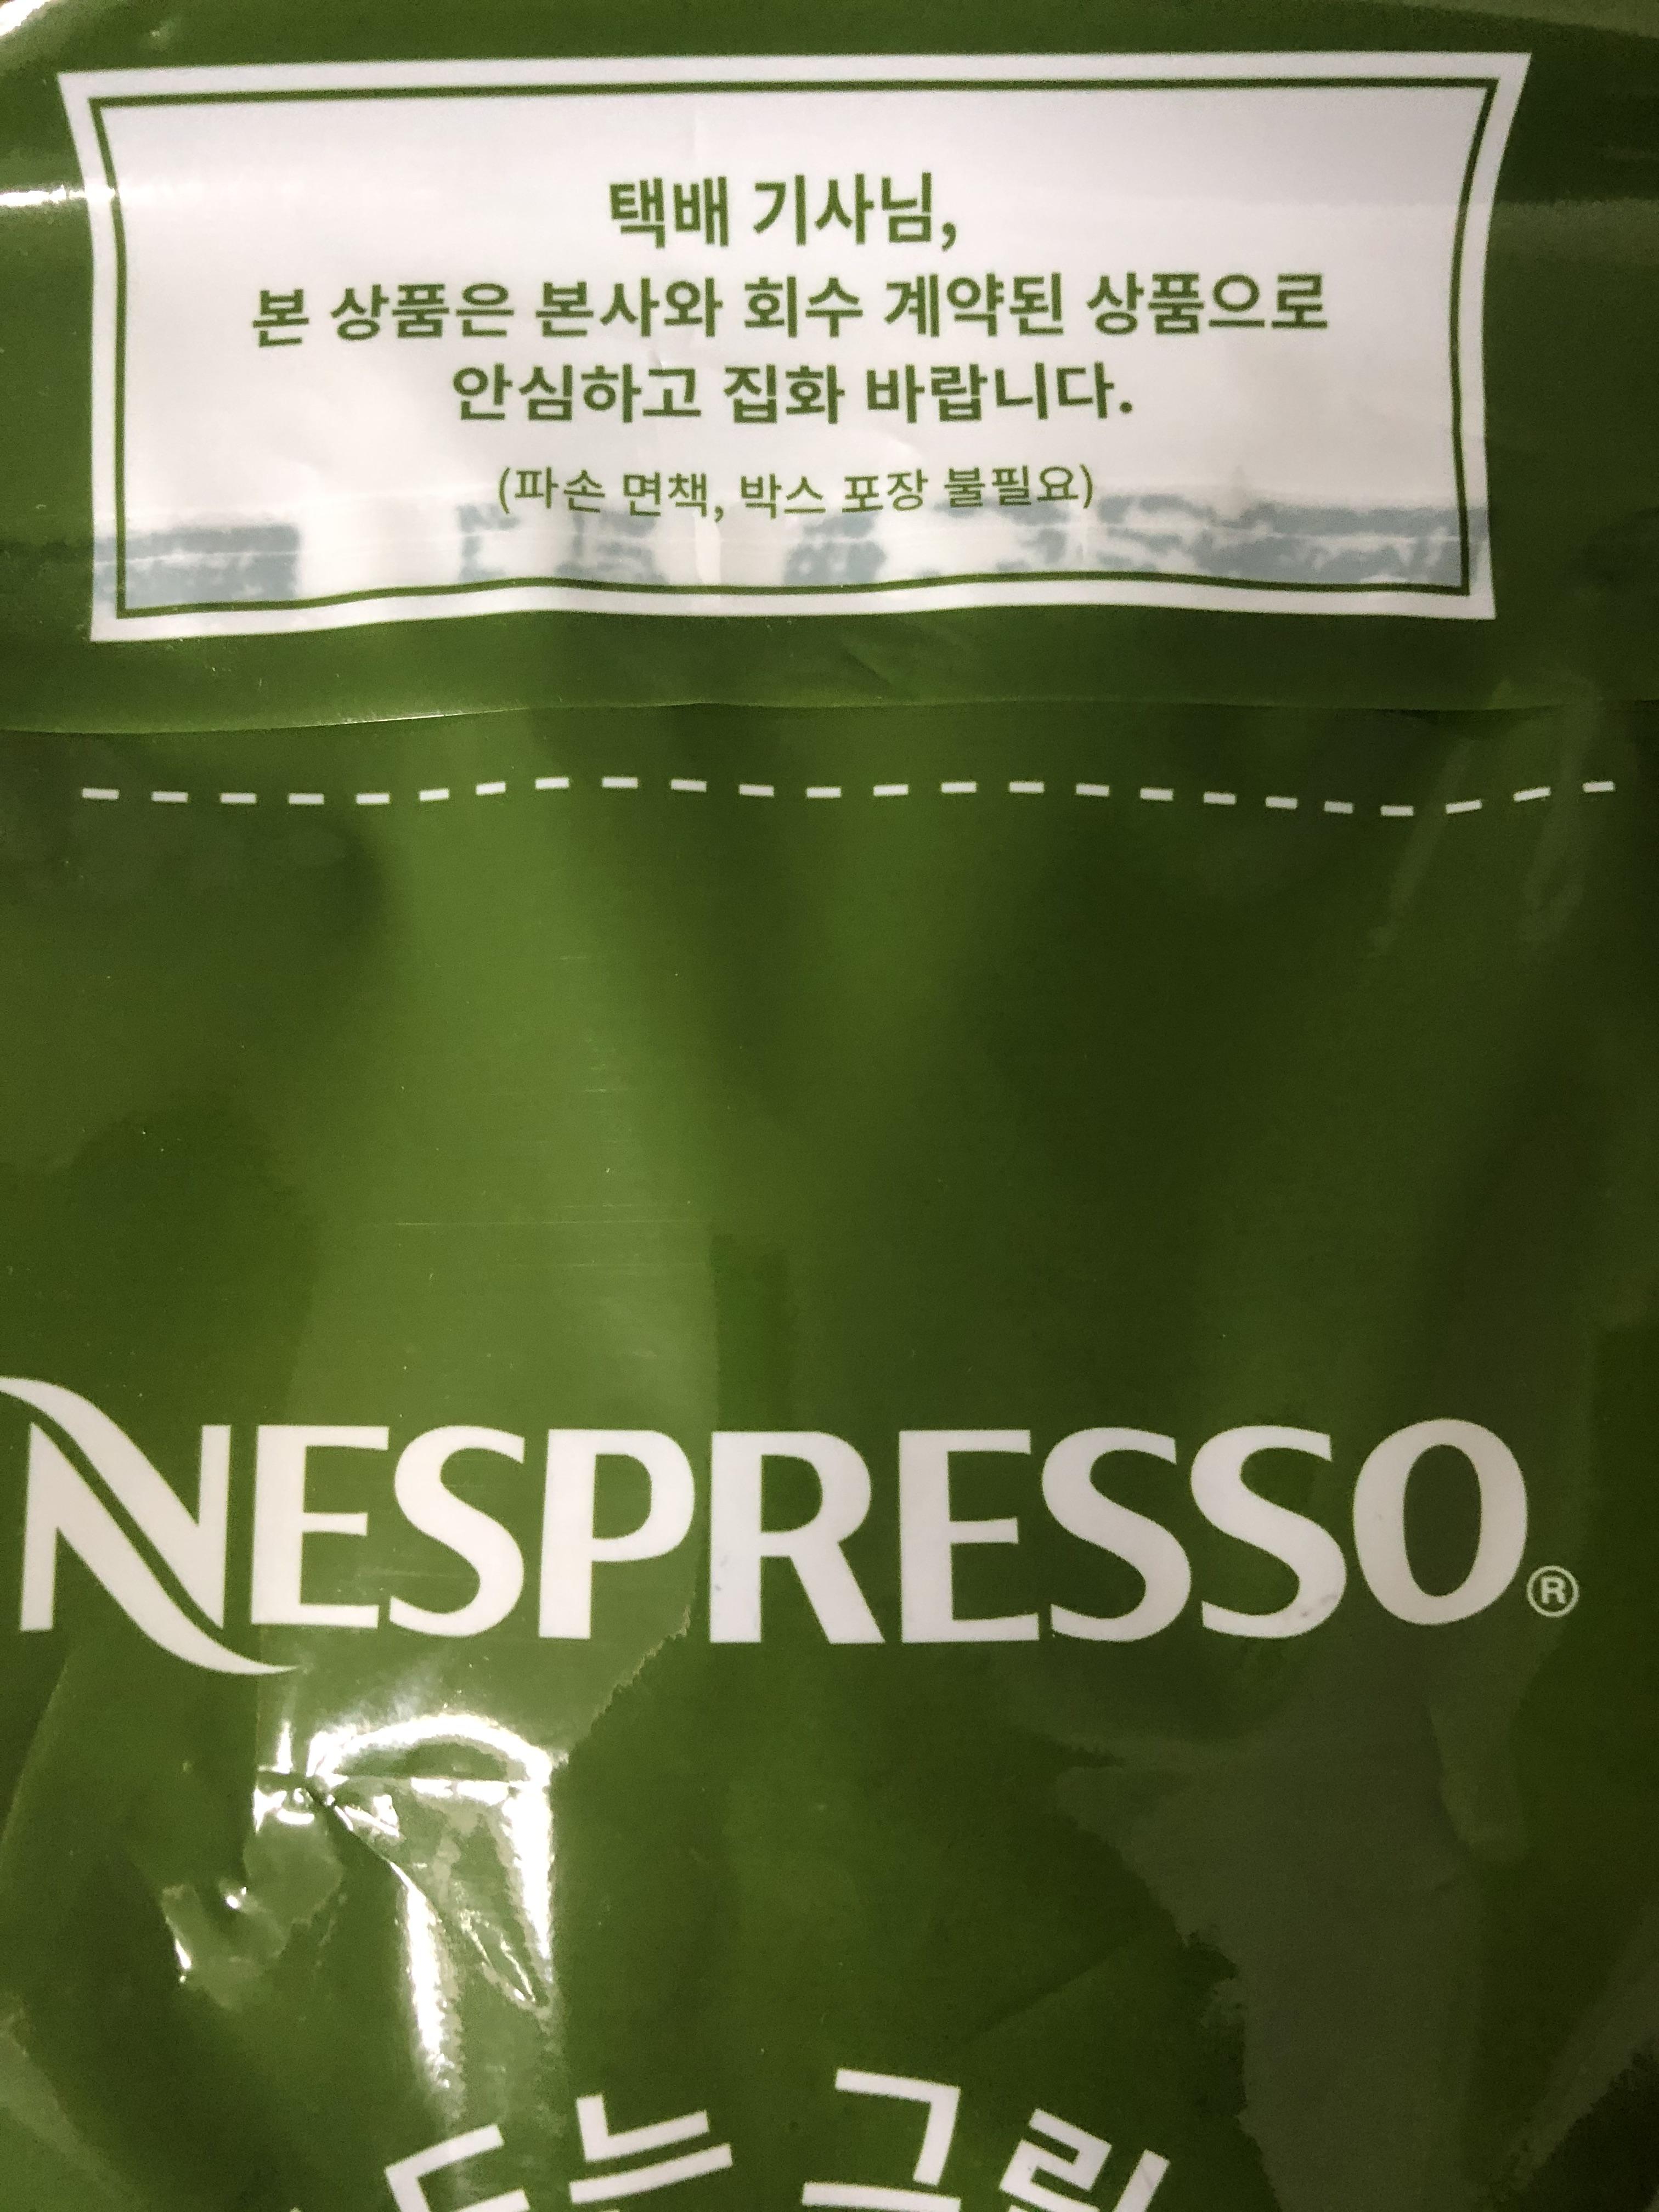 택배 기사님,
본 상품은 본사와 회수 계약된 상품으로
안심하고 집화 바랍니다.
(파손 면책, 박스 포장 불필요)
NESPRESSO®